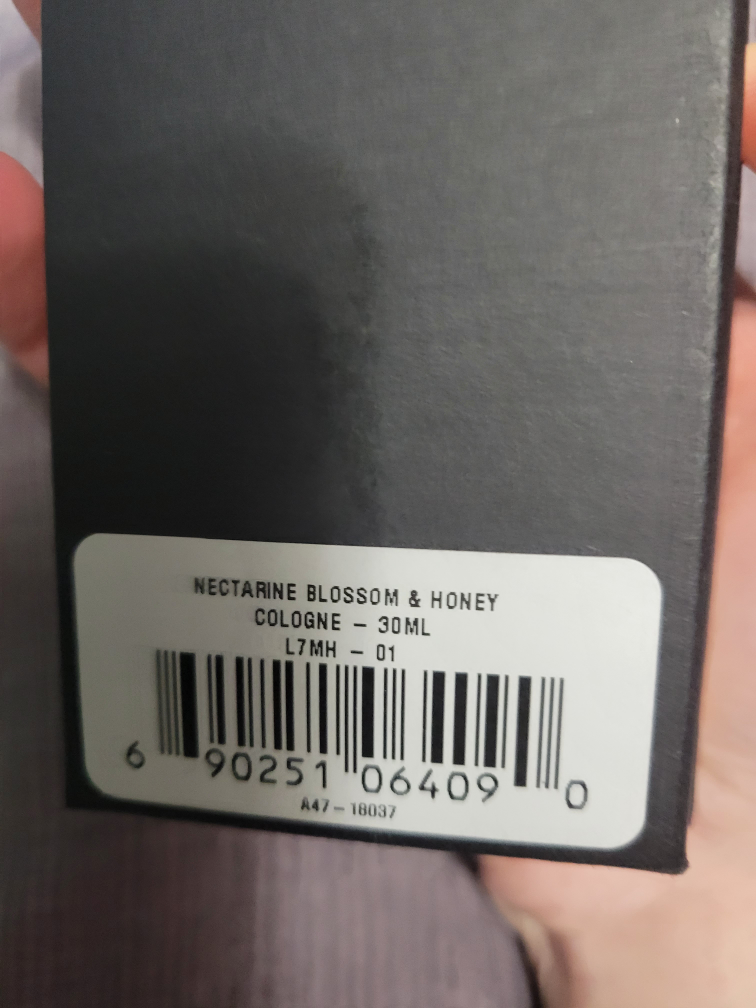 NECTARINE BLOSSOM & HONEY
COLOGNE – 30ML
L7MH – 01
6 90251 06409 0
A47–18037